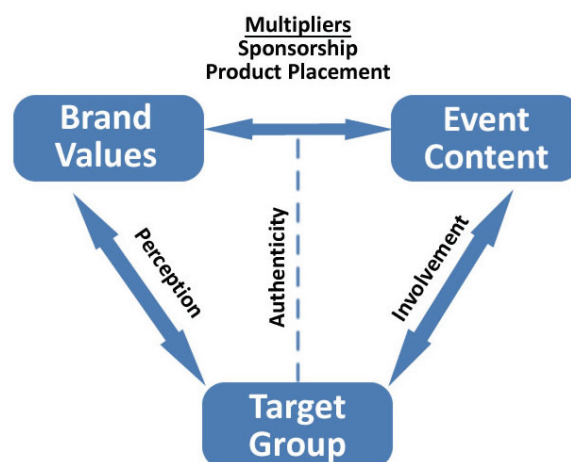 Multipliers
Sponsorship
Product Placement
Brand
Values
Event
Content
Perception
Authenticity
Involvement
Target
Group